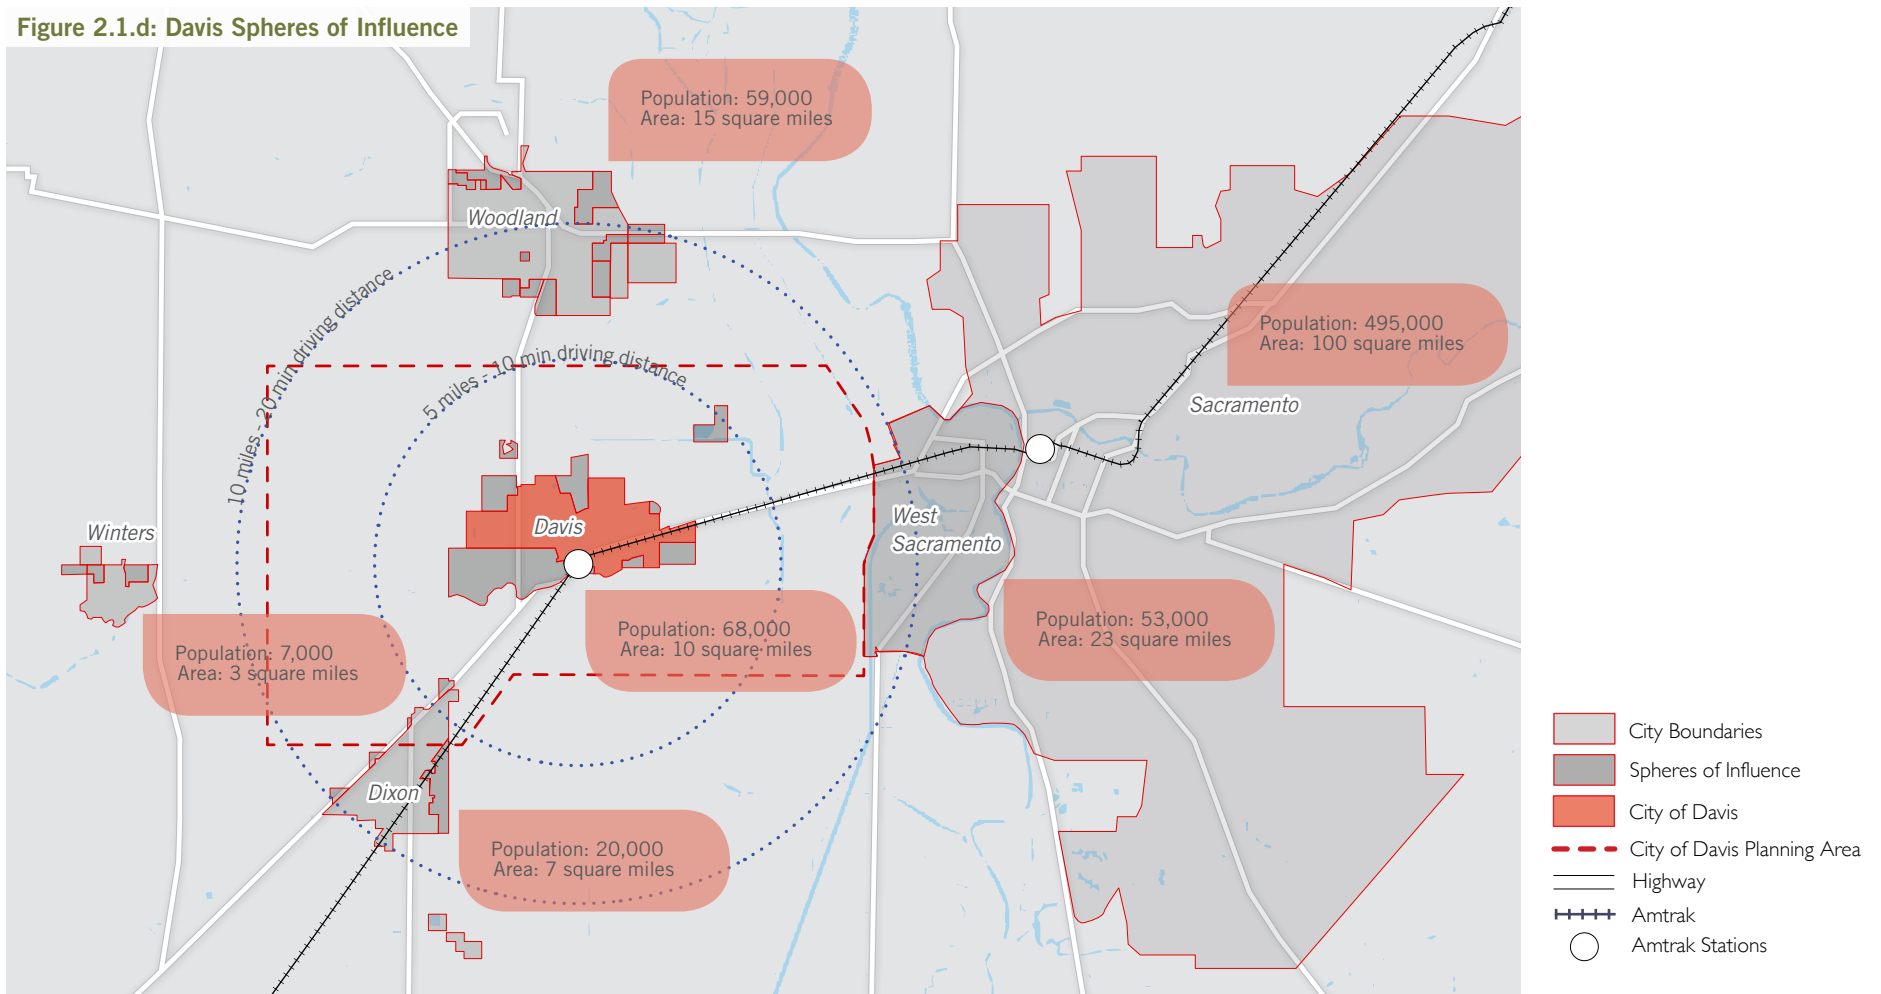 Figure 2.1.d: Davis Spheres of Influence
Population: 59,000
Area: 15 square miles
Woodland
10 miles - 20 min driving distance
5 miles - 10 min driving distance
Population: 495,000
Area: 100 square miles
Sacramento
Winters
Davis
West
Sacramento
Population: 7,000
Area: 3 square miles
Population: 68,000
Area: 10 square miles
Population: 53,000
Area: 23 square miles
Dixon
Population: 20,000
Area: 7 square miles
City Boundaries
Spheres of Influence
City of Davis
City of Davis Planning Area
Highway
Amtrak
Amtrak Stations